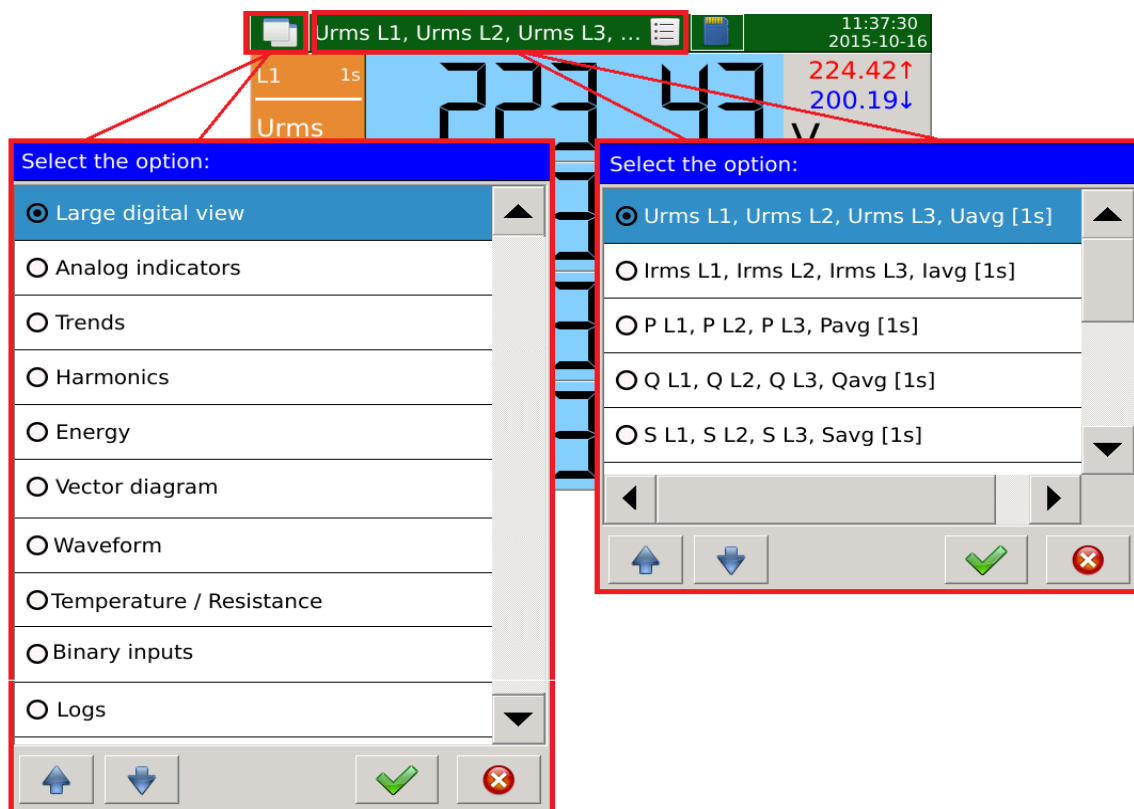 Urms L1, Urms L2, Urms L3, ...
11:37:30
2015-10-16
L1 1s
Urms
223 43
224.42↑
200.19↓
V
Select the option:
Large digital view
Analog indicators
Trends
Harmonics
Energy
Vector diagram
Waveform
Temperature / Resistance
Binary inputs
Logs
Select the option:
Urms L1, Urms L2, Urms L3, Uavg [1s]
Irms L1, Irms L2, Irms L3, Iavg [1s]
P L1, P L2, P L3, Pavg [1s]
Q L1, Q L2, Q L3, Qavg [1s]
S L1, S L2, S L3, Savg [1s]